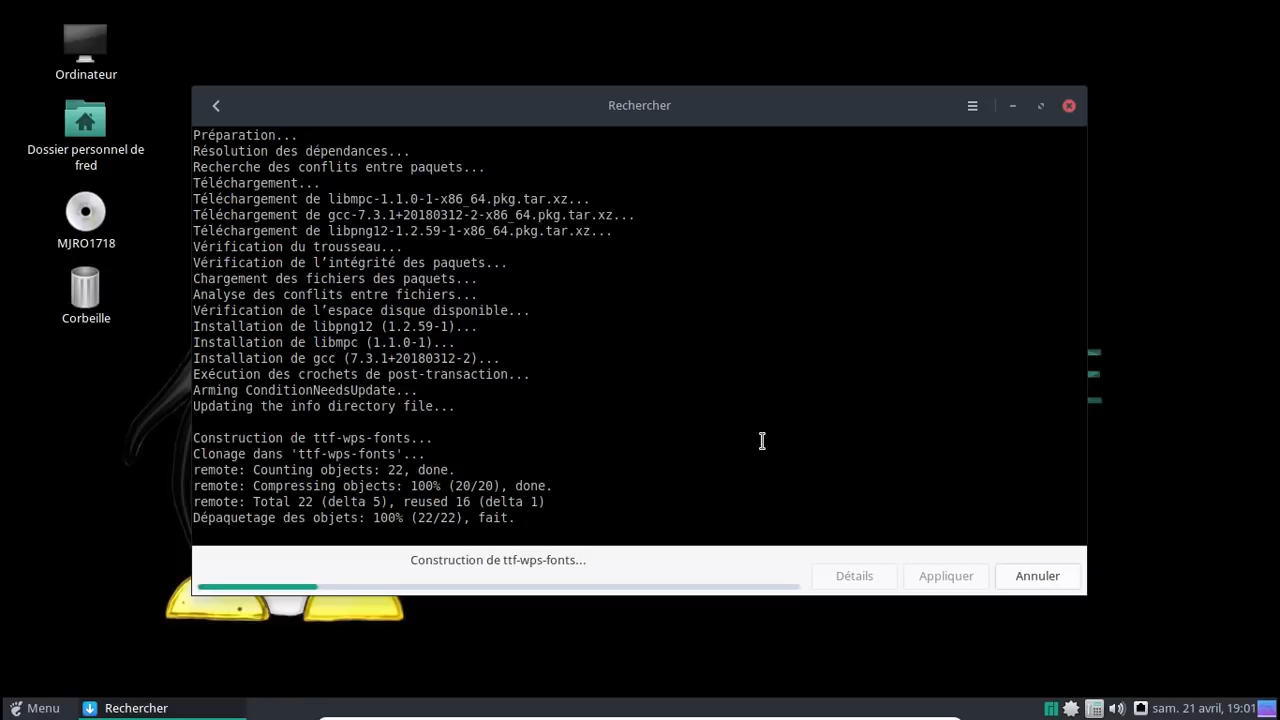 Ordinateur
Dossier personnel de
fred
MJRO1718
Corbeille
Rechercher
Préparation...
Résolution des dépendances...
Recherche des conflits entre paquets...
Téléchargement...
Téléchargement de libmpc-1.1.0-1-x86_64.pkg.tar.xz...
Téléchargement de gcc-7.3.1+20180312-2-x86_64.pkg.tar.xz...
Téléchargement de libpng12-1.2.59-1-x86_64.pkg.tar.xz...
Vérification du trousseau...
Vérification de l’intégrité des paquets...
Chargement des fichiers des paquets...
Analyse des conflits entre fichiers...
Vérification de l’espace disque disponible...
Installation de libpng12 (1.2.59-1)...
Installation de libmpc (1.1.0-1)...
Installation de gcc (7.3.1+20180312-2)...
Exécution des crochets de post-transaction...
Arming ConditionNeedsUpdate...
Updating the info directory file...
Construction de ttf-wps-fonts...
Clonage dans 'ttf-wps-fonts'...
remote: Counting objects: 22, done.
remote: Compressing objects: 100% (20/20), done.
remote: Total 22 (delta 5), reused 16 (delta 1)
Dépaquetage des objets: 100% (22/22), fait.
Construction de ttf-wps-fonts...
Détails
Appliquer
Annuler
Menu
Rechercher
sam. 21 avril, 19:01